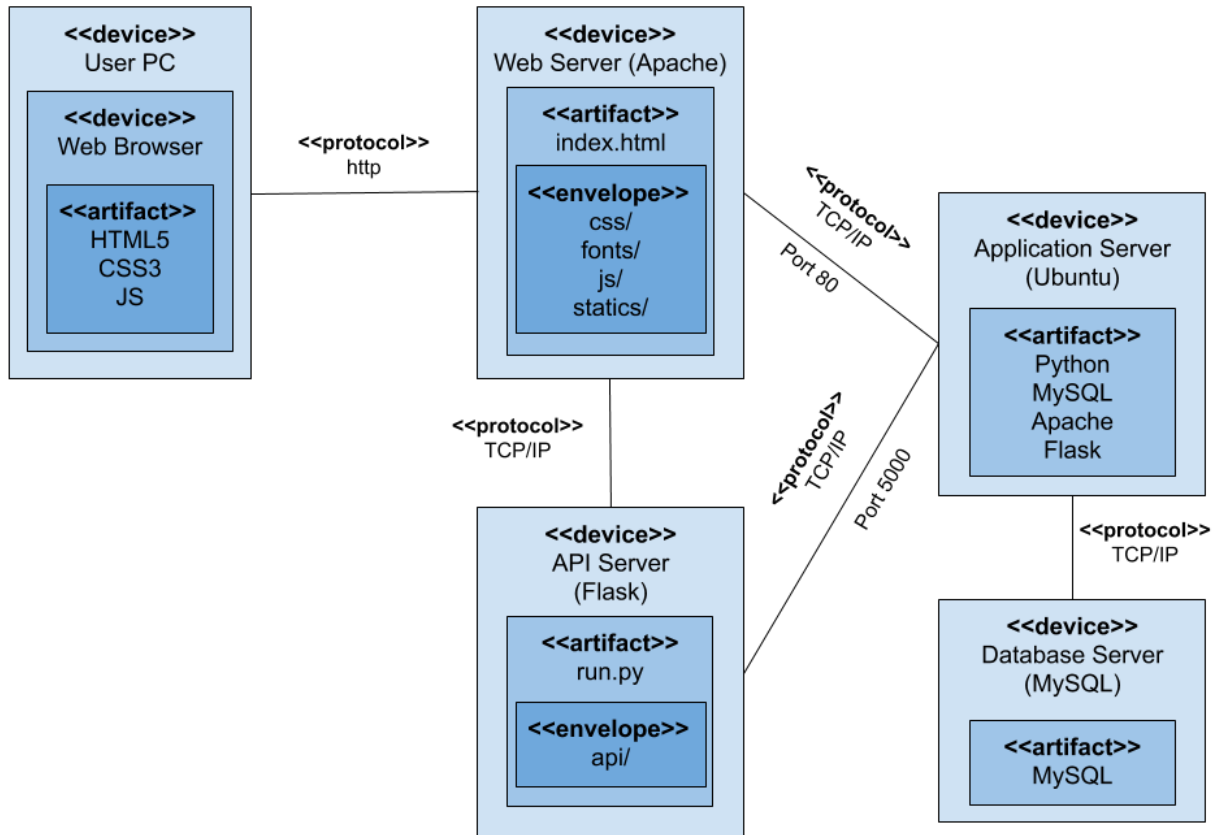 <<device>>
User PC
<<device>>
Web Browser
<<artifact>>
HTML5
CSS3
JS
<<protocol>>
http
<<device>>
Web Server (Apache)
<<artifact>>
index.html
<<envelope>>
css/
fonts/
js/
statics/
<<protocol>>
TCP/IP
Port 80
<<device>>
Application Server
(Ubuntu)
<<artifact>>
Python
MySQL
Apache
Flask
<<protocol>>
TCP/IP
<<protocol>>
TCP/IP
Port 5000
<<device>>
API Server
(Flask)
<<artifact>>
run.py
<<envelope>>
api/
<<protocol>>
TCP/IP
<<device>>
Database Server
(MySQL)
<<artifact>>
MySQL